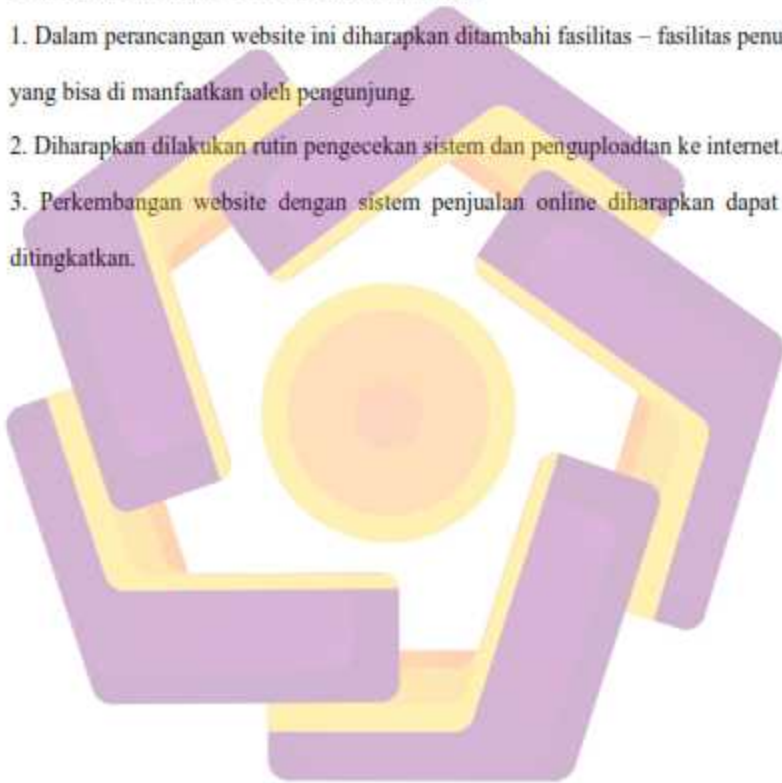 1. Dalam perancangan website ini diharapkan ditambahi fasilitas – fasilitas
yang bisa di manfaatkan oleh pengunjung.
2. Diharapkan dilakukan rutin pengecekan sistem dan penguploadtan ke internet.
3. Perkembangan website dengan sistem penjualan online diharapkan dapat
ditingkatkan.